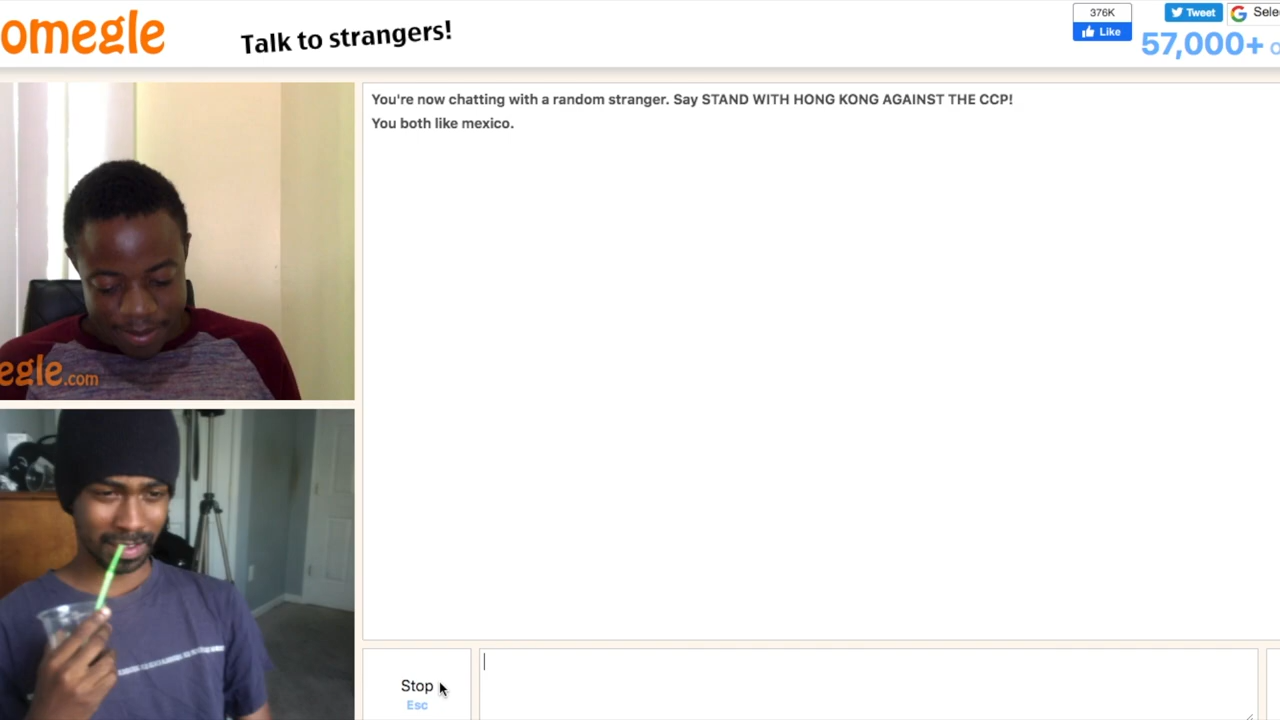 omegle
Talk to strangers!
376K
Like
Tweet
57,000+
You're now chatting with a random stranger. Say STAND WITH HONG KONG AGAINST THE CCP!
You both like mexico.
egle.com
Stop
Esc